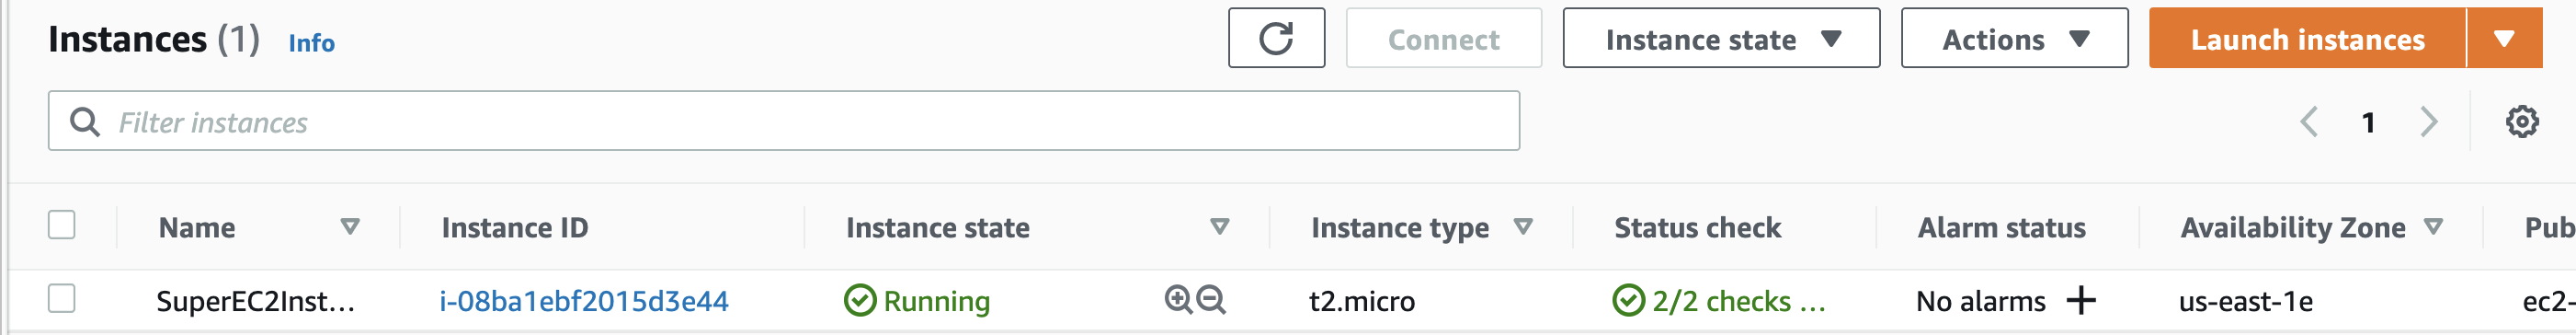 Instances (1) Info Connect Instance state Actions Launch instances
Filter instances 1
Name Instance ID Instance state Instance type Status check Alarm status Availability Zone Pub
SuperEC2Inst... i-08ba1ebf2015d3e44 Running t2.micro 2/2 checks ... No alarms + us-east-1e ec2-